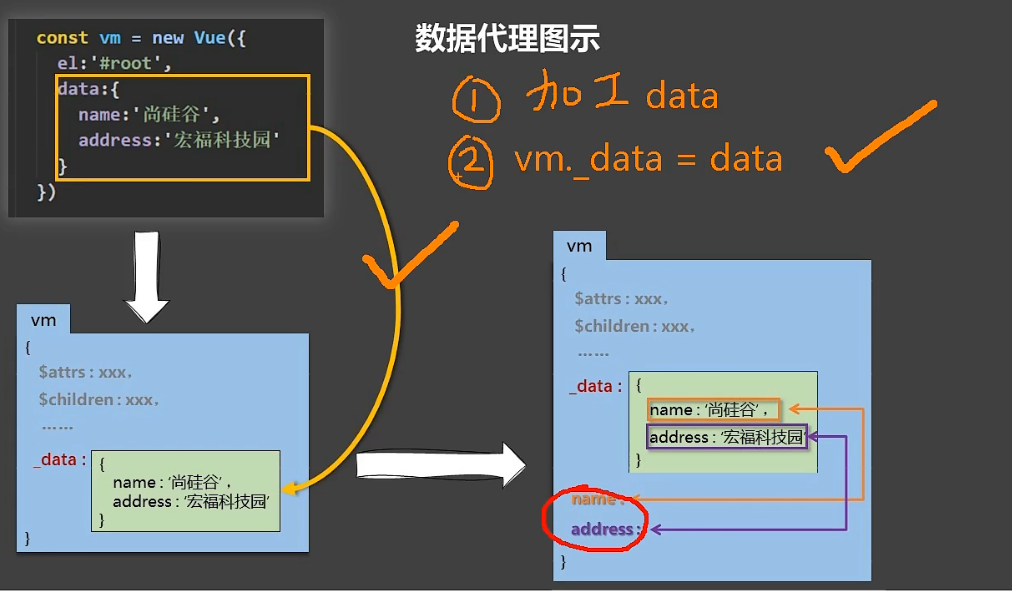 const vm = new Vue({
el:'#root',
data:{
name:'尚硅谷',
address:'宏福科技园'
}
})
数据代理图示
① 加工 data
② vm._data = data
vm
{
$attrs : xxx，
$children : xxx，
……
_data :
{
name : ‘尚硅谷’ ，
address : ‘宏福科技园’
}
}
vm
{
$attrs : xxx，
$children : xxx，
……
_data :
{
name : ‘尚硅谷’ ，
address : ‘宏福科技园’
}
name :
address :
}